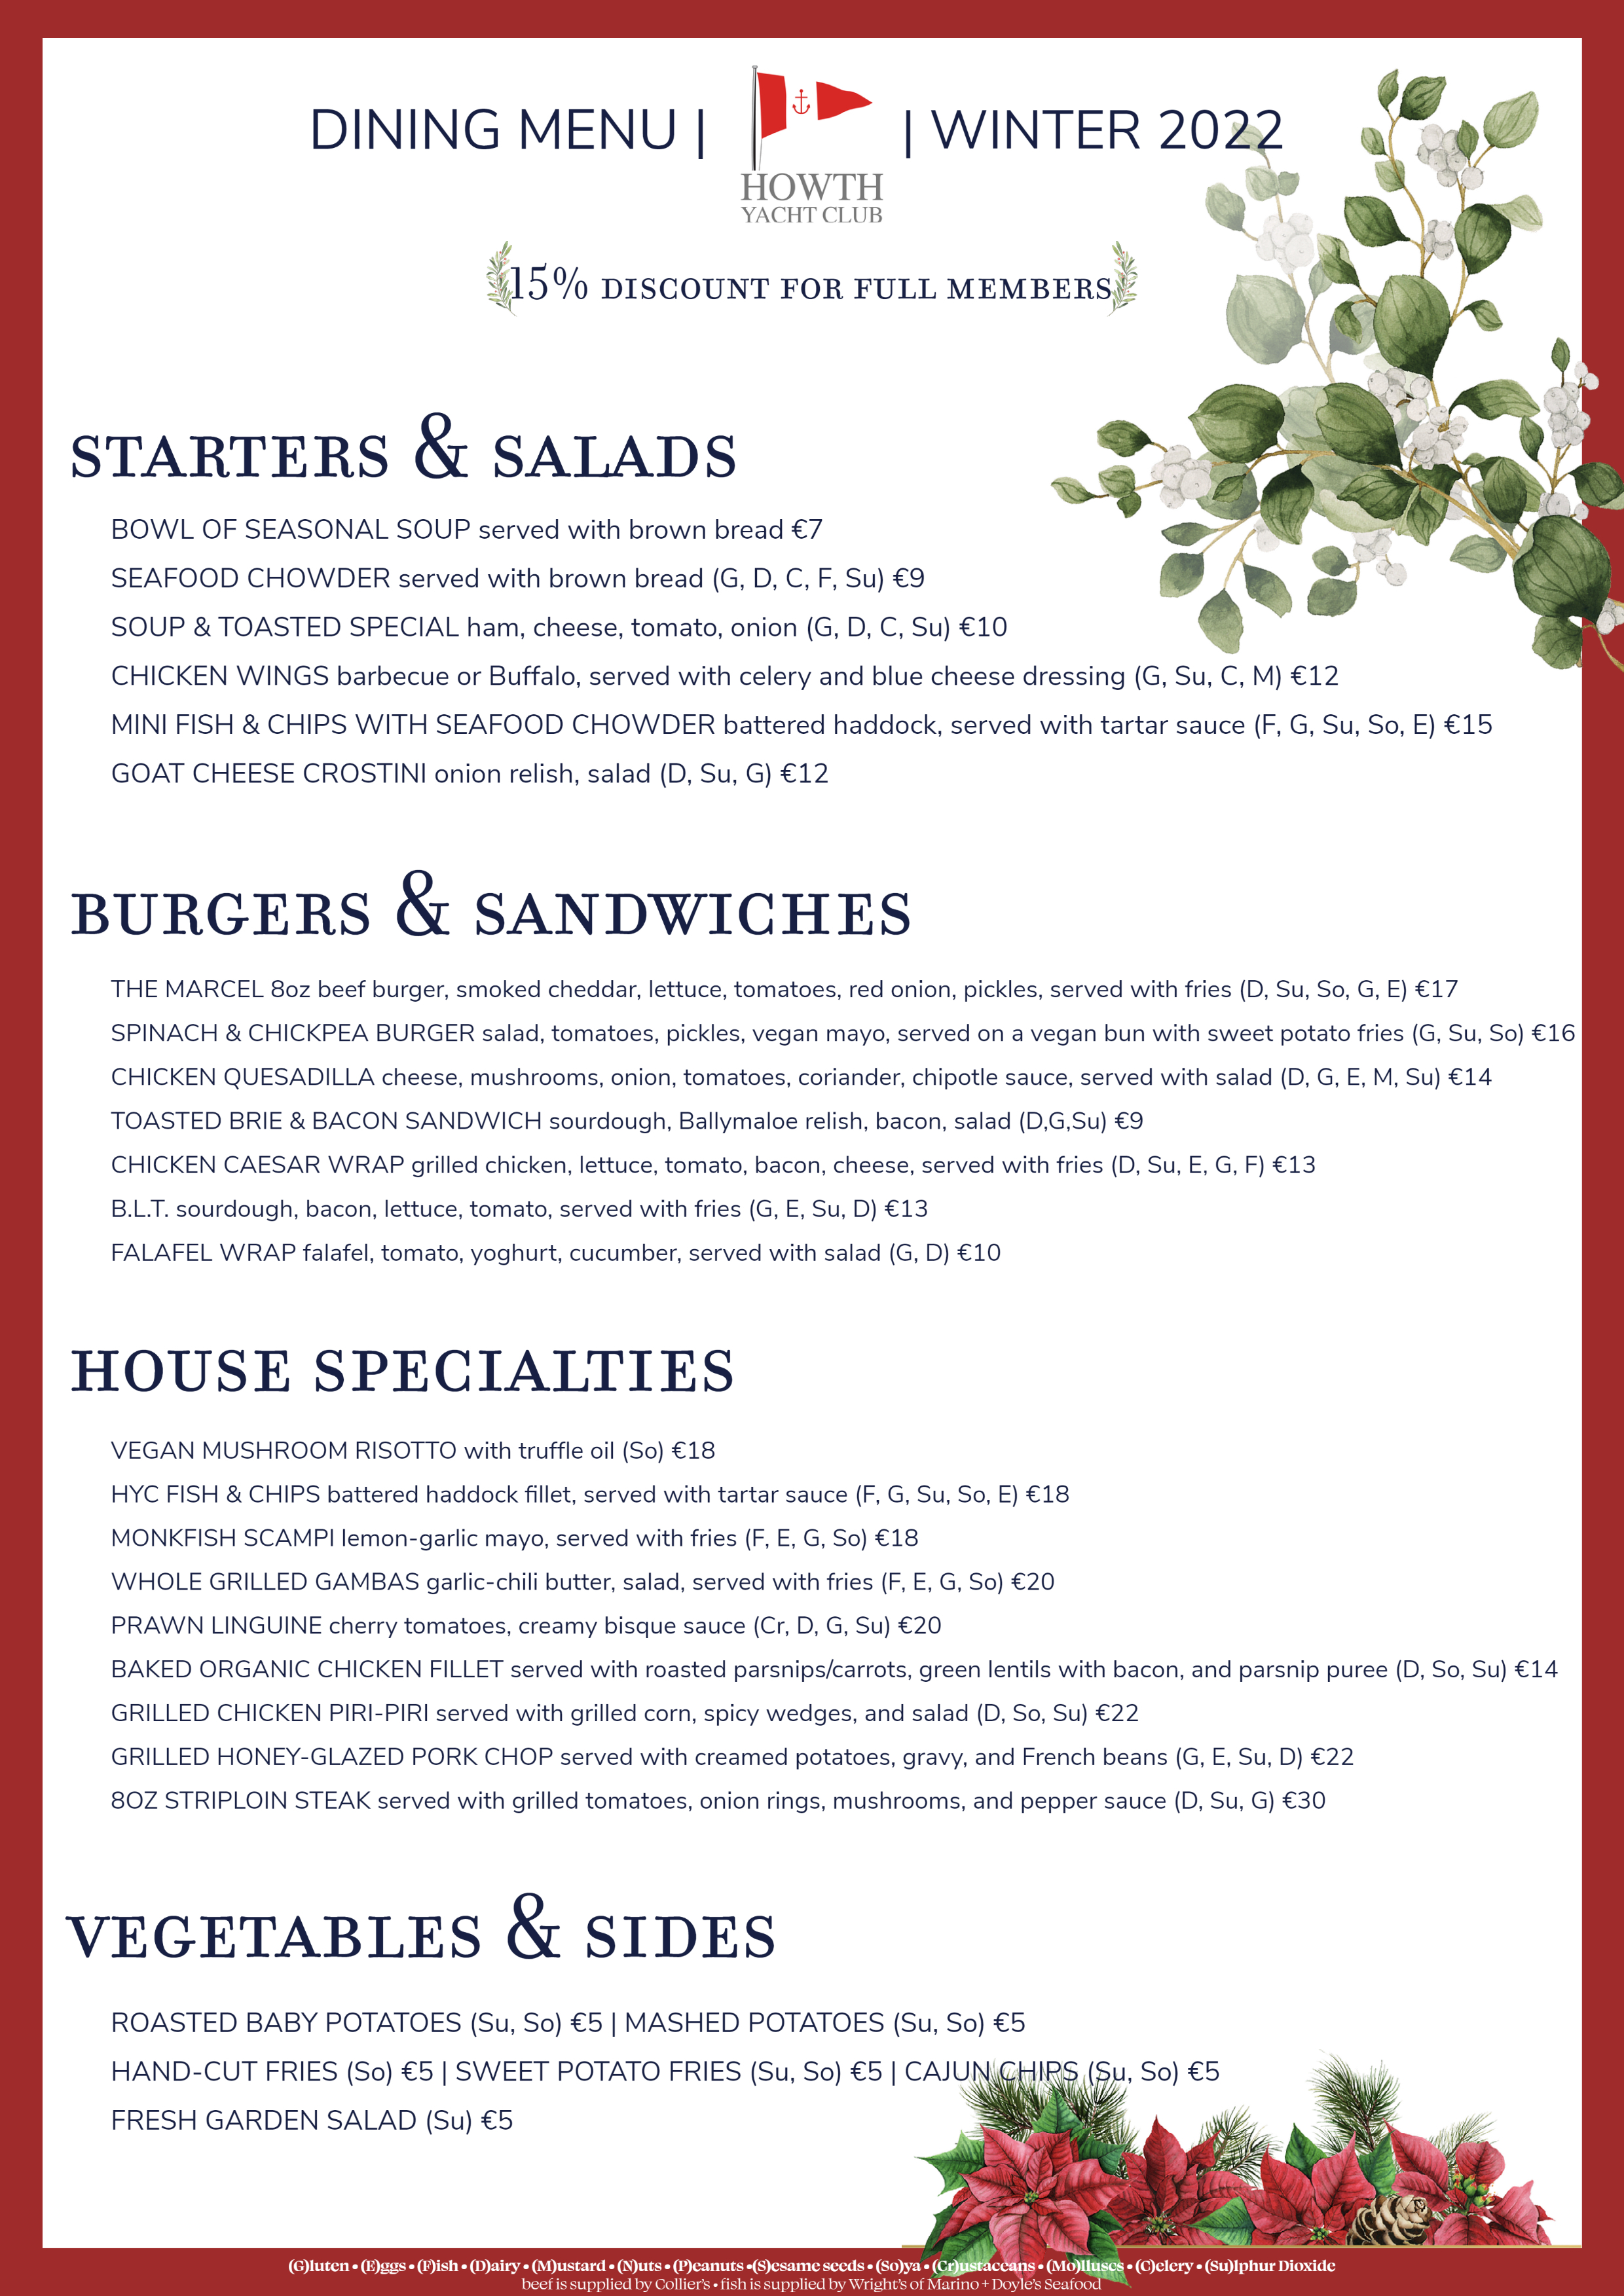 DINING MENU | | WINTER 2022
HOWTH
YACHT CLUB
15% DISCOUNT FOR FULL MEMBERS
STARTERS & SALADS
BOWL OF SEASONAL SOUP served with brown bread €7
SEAFOOD CHOWDER served with brown bread (G, D, C, F, Su) €9
SOUP & TOASTED SPECIAL ham, cheese, tomato, onion (G, D, C, Su) €10
CHICKEN WINGS barbecue or Buffalo, served with celery and blue cheese dressing (G, Su, C, M) €12
MINI FISH & CHIPS WITH SEAFOOD CHOWDER battered haddock, served with tartar sauce (F, G, Su, So, E) €15
GOAT CHEESE CROSTINI onion relish, salad (D, Su, G) €12
BURGERS & SANDWICHES
THE MARCEL 8oz beef burger, smoked cheddar, lettuce, tomatoes, red onion, pickles, served with fries (D, Su, So, G, E) €17
SPINACH & CHICKPEA BURGER salad, tomatoes, pickles, vegan mayo, served on a vegan bun with sweet potato fries (G, Su, So) €16
CHICKEN QUESADILLA cheese, mushrooms, onion, tomatoes, coriander, chipotle sauce, served with salad (D, G, E, M, Su) €14
TOASTED BRIE & BACON SANDWICH sourdough, Ballymaloe relish, bacon, salad (D,G,Su) €9
CHICKEN CAESAR WRAP grilled chicken, lettuce, tomato, bacon, cheese, served with fries (D, Su, E, G, F) €13
B.L.T. sourdough, bacon, lettuce, tomato, served with fries (G, E, Su, D) €13
FALAFEL WRAP falafel, tomato, yoghurt, cucumber, served with salad (G, D) €10
HOUSE SPECIALTIES
VEGAN MUSHROOM RISOTTO with truffle oil (So) €18
HYC FISH & CHIPS battered haddock fillet, served with tartar sauce (F, G, Su, So, E) €18
MONKFISH SCAMPI lemon-garlic mayo, served with fries (F, E, G, So) €18
WHOLE GRILLED GAMBAS garlic-chili butter, salad, served with fries (F, E, G, So) €20
PRAWN LINGUINE cherry tomatoes, creamy bisque sauce (Cr, D, G, Su) €20
BAKED ORGANIC CHICKEN FILLET served with roasted parsnips/carrots, green lentils with bacon, and parsnip puree (D, So, Su) €14
GRILLED CHICKEN PIRI-PIRI served with grilled corn, spicy wedges, and salad (D, So, Su) €22
GRILLED HONEY-GLAZED PORK CHOP served with creamed potatoes, gravy, and French beans (G, E, Su, D) €22
8OZ STRIPLOIN STEAK served with grilled tomatoes, onion rings, mushrooms, and pepper sauce (D, Su, G) €30
VEGETABLES & SIDES
ROASTED BABY POTATOES (Su, So) €5 | MASHED POTATOES (Su, So) €5
HAND-CUT FRIES (So) €5 | SWEET POTATO FRIES (Su, So) €5 | CAJUN CHIPS (Su, So) €5
FRESH GARDEN SALAD (Su) €5
(G)luten • (E)ggs • (F)ish • (D)airy • (M)ustard • (N)uts • (P)eanuts •(S)esame seeds • (So)ya • (Cr)ustaceans • (Mo)lluscs • (C)elery • (Su)lphur Dioxide
beef is supplied by Collier's • fish is supplied by Wright's of Marino + Doyle's Seafood